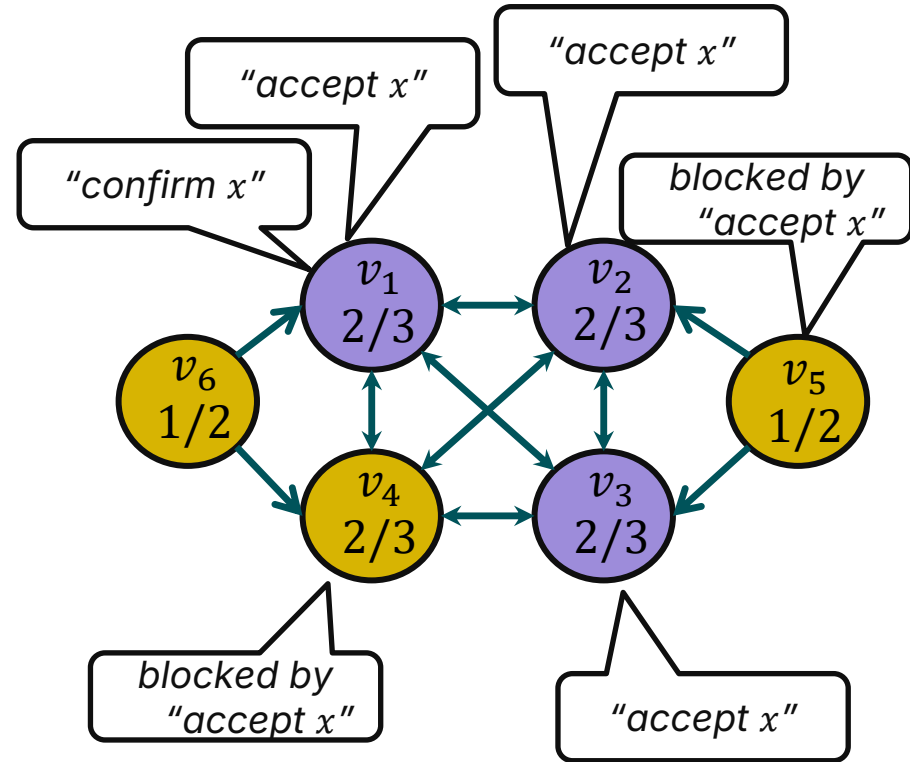 “accept x”
“accept x”
“confirm x”
blocked by
“accept x”
v₁
2/3
v₂
2/3
v₆
1/2
v₅
1/2
v₄
2/3
v₃
2/3
blocked by
“accept x”
“accept x”